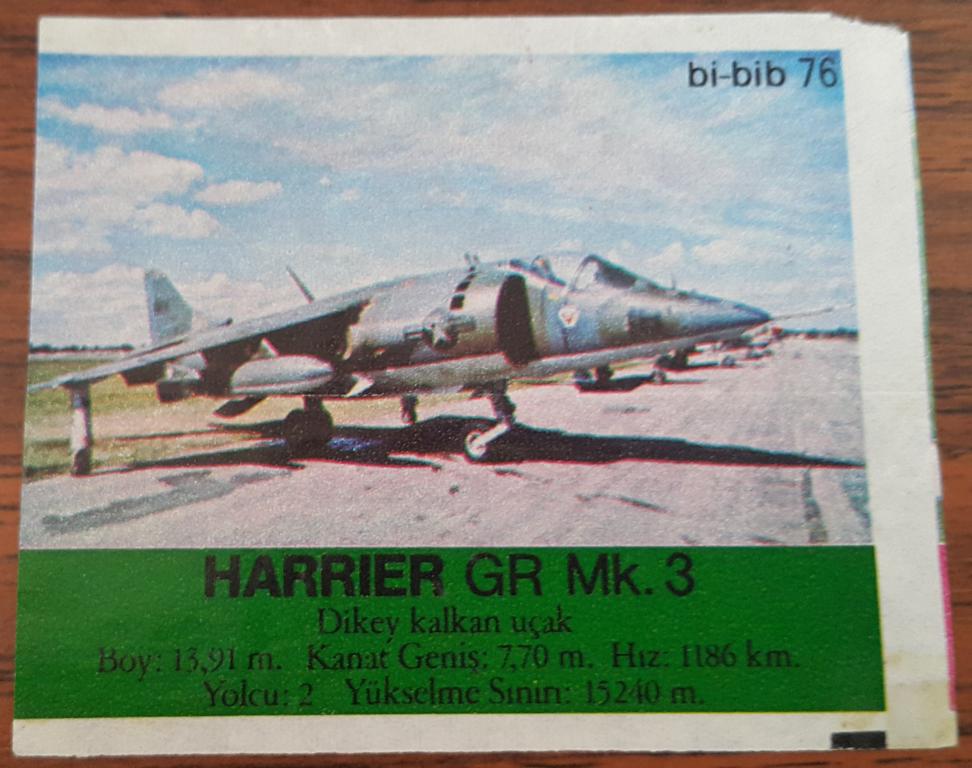 bi-bib 76
HARRIER GR Mk. 3
Dikey kalkan uçak
Boy: 13,91 m. Kanat Geniş: 7,70 m. Hız: 1186 km.
Yolcu: 2 Yükselme Sınırı: 15240 m.